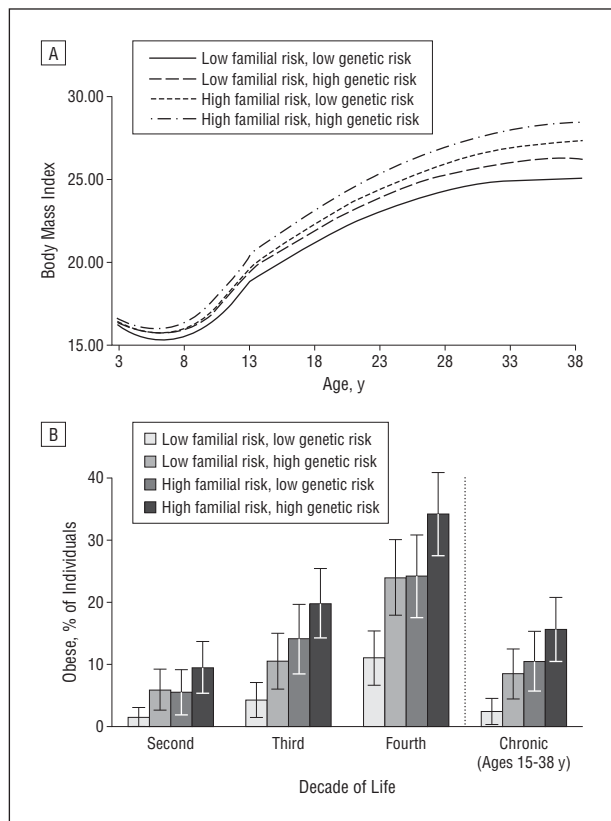 A
Low familial risk, low genetic risk
Low familial risk, high genetic risk
High familial risk, low genetic risk
High familial risk, high genetic risk
30.00
25.00
20.00
15.00
Body Mass Index
3 8 13 18 23 28 33 38
Age, y
B
Low familial risk, low genetic risk
Low familial risk, high genetic risk
High familial risk, low genetic risk
High familial risk, high genetic risk
40
30
20
10
0
Obese, % of Individuals
Second Third Fourth Chronic
(Ages 15-38 y)
Decade of Life